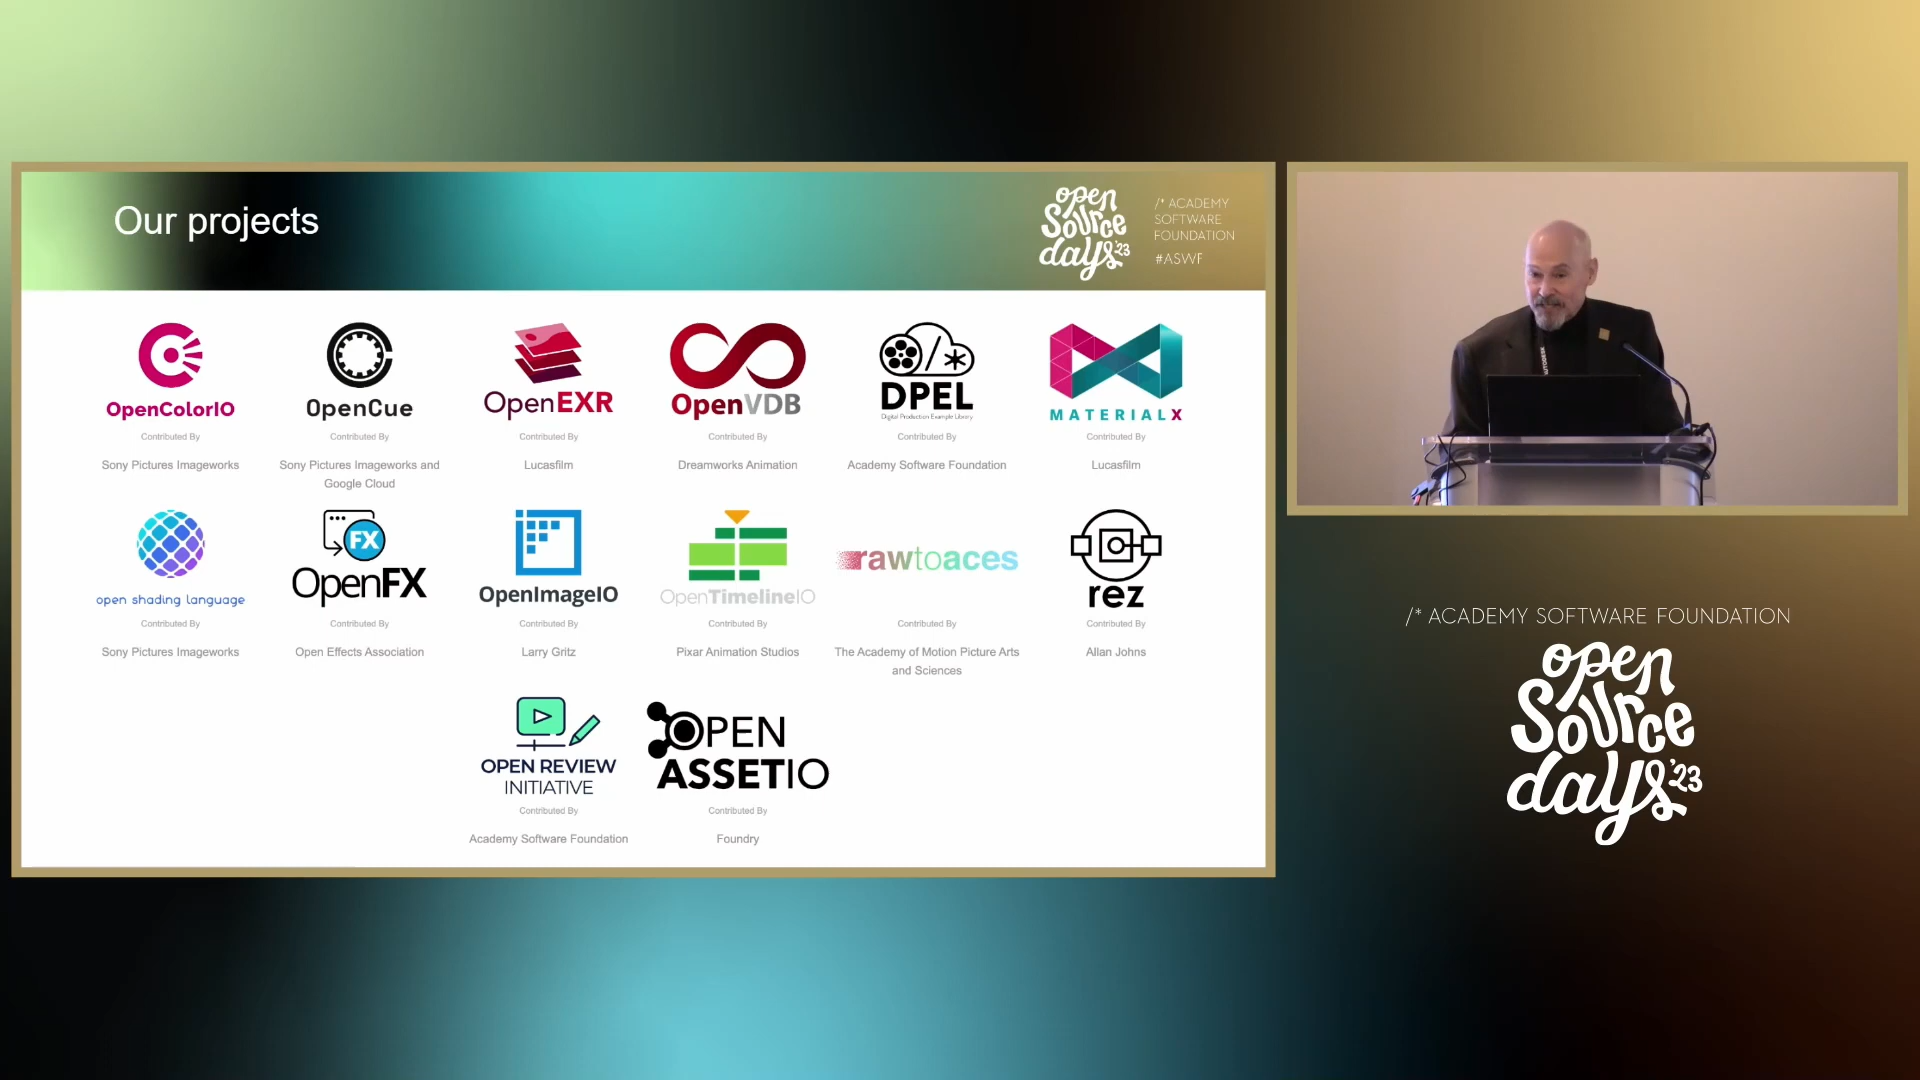 Our projects
open
Source
days '23
/* ACADEMY
SOFTWARE
FOUNDATION
#ASWF
OpenColorIO
Contributed By
Sony Pictures Imageworks
OpenCue
Contributed By
Sony Pictures Imageworks and
Google Cloud
OpenEXR
Contributed By
Lucasfilm
OpenVDB
Contributed By
Dreamworks Animation
DPEL
Digital Production Example Library
Contributed By
Academy Software Foundation
MATERIALX
Contributed By
Lucasfilm
open shading language
Contributed By
Sony Pictures Imageworks
FX
OpenFX
Contributed By
Open Effects Association
OpenImageIO
Contributed By
Larry Gritz
OpenTimelineIO
Contributed By
Pixar Animation Studios
rawtoaces
Contributed By
The Academy of Motion Picture Arts
and Sciences
rez
Contributed By
Allan Johns
OPEN REVIEW
INITIATIVE
Contributed By
Academy Software Foundation
OPEN
ASSETIO
Contributed By
Foundry
AUTODESK
/* ACADEMY SOFTWARE FOUNDATION
open
Source
days '23